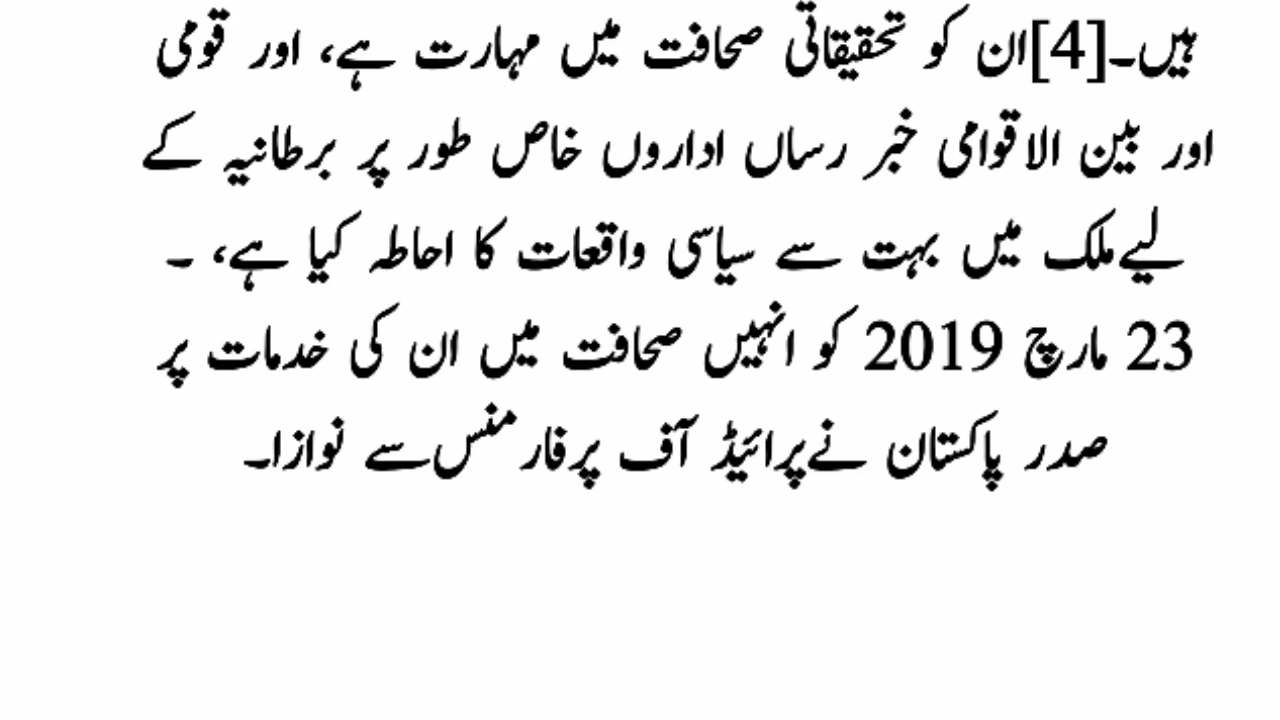 ہیں۔[4]ان کو تحقیقاتی صحافت میں مہارت ہے، اور قومی
اور بین الاقوامی خبر رساں اداروں خاص طور پر برطانیہ کے
لیے ملک میں بہت سے سیاسی واقعات کا احاطہ کیا ہے، ۔
23 مارچ 2019 کو انہیں صحافت میں ان کی خدمات پر
صدر پاکستان نے پرائیڈ آف پرفارمنس سے نوازا۔